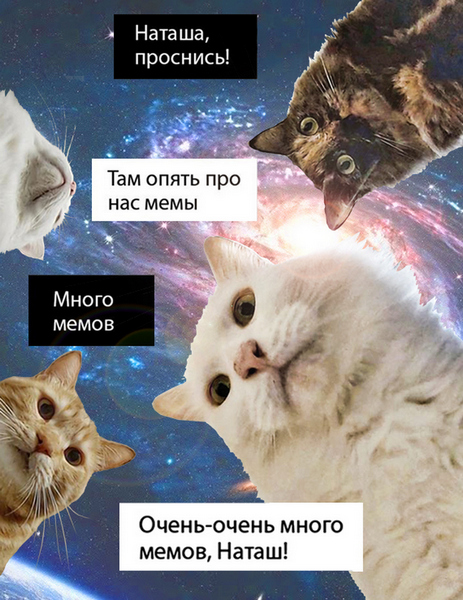 Наташа,
проснись!
Там опять про
нас мемы
Много
мемов
Очень-очень много
мемов, Наташ!